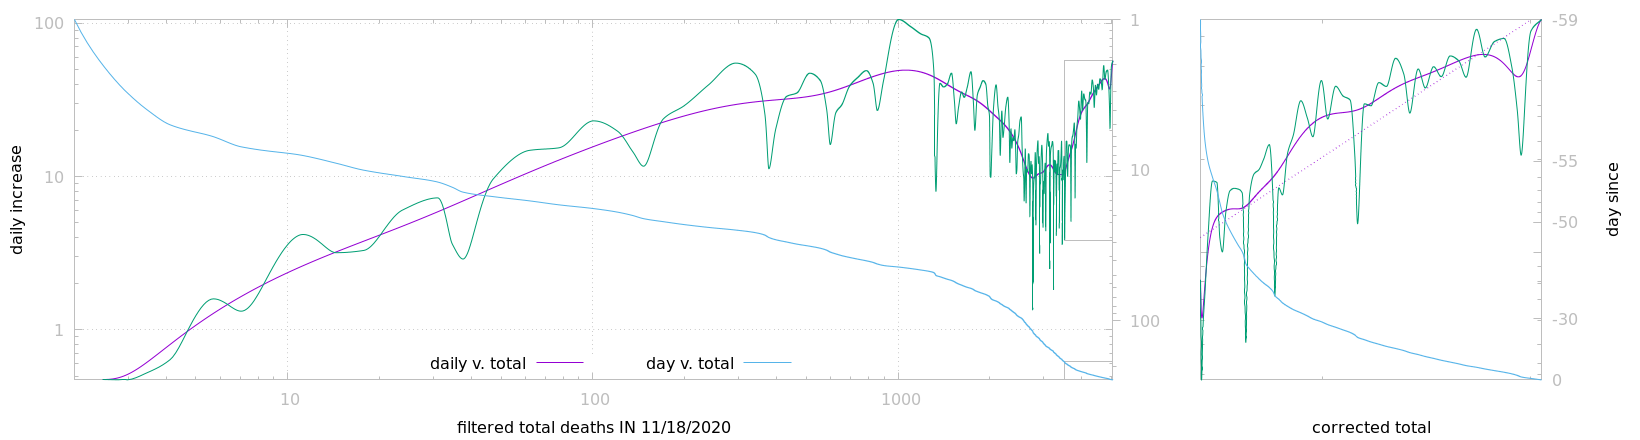 100
10
1
daily increase
10
100
1000
filtered total deaths IN 11/18/2020
daily v. total
day v. total
1
10
100
-59
-55
-50
-30
0
day since
corrected total